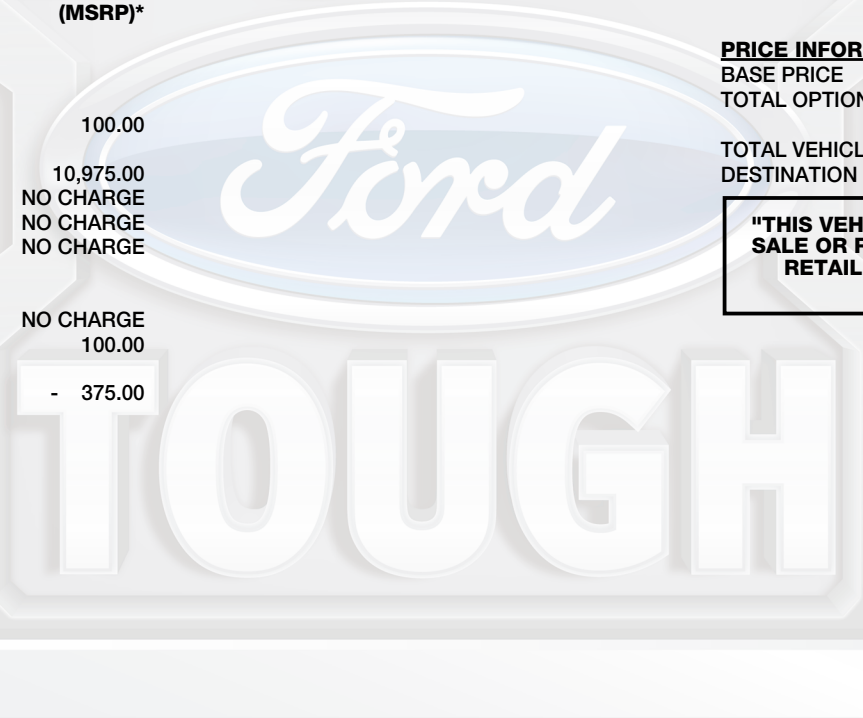 (MSRP)*
100.00
10,975.00
NO CHARGE
NO CHARGE
NO CHARGE
NO CHARGE
100.00
- 375.00
PRICE INFOR
BASE PRICE
TOTAL OPTION
TOTAL VEHICL
DESTINATION
"THIS VEH
SALE OR F
RETAIL
Ford
TOUGH